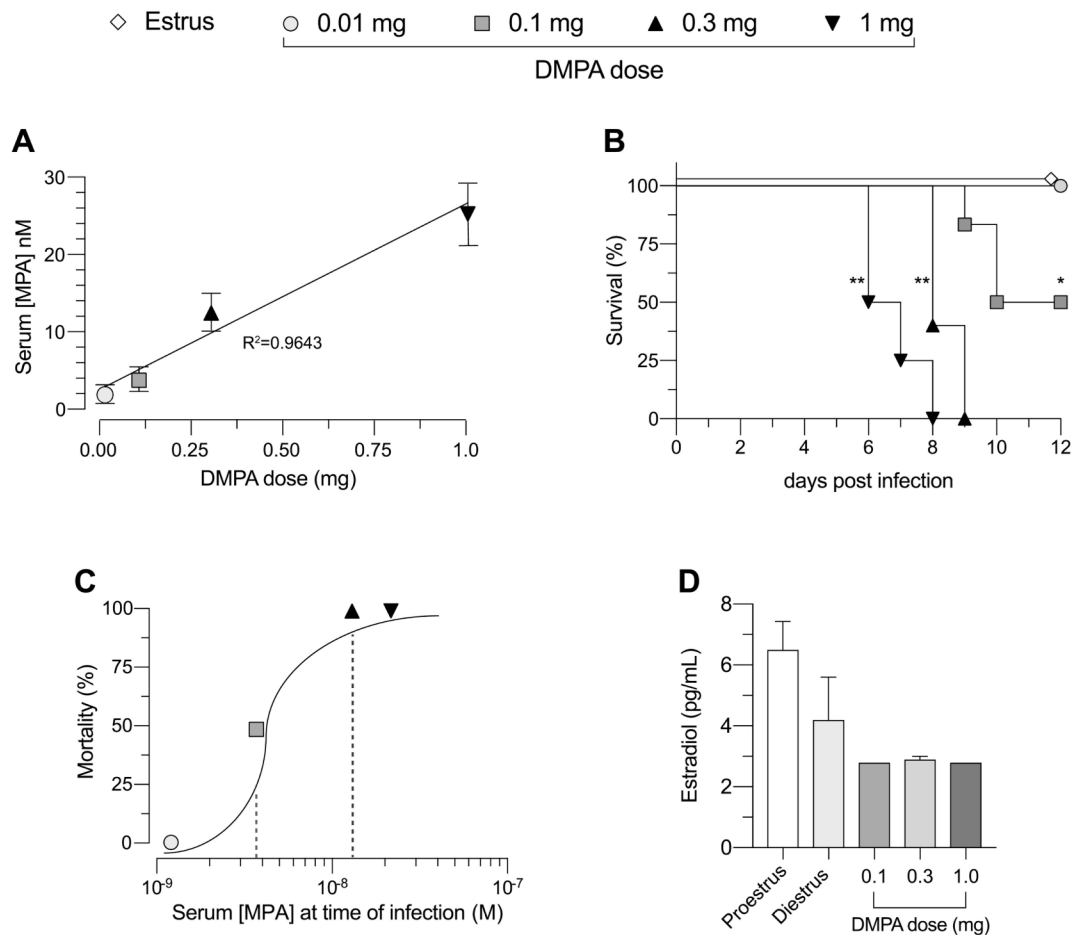 Estrus 0.01 mg 0.1 mg 0.3 mg 1 mg
DMPA dose
A
30
20
10
0
Serum [MPA] nM
R²=0.9643
0.00 0.25 0.50 0.75 1.0
DMPA dose (mg)
B
100
50
25
0
Survival (%)
** ** *
0 2 4 6 8 10 12
days post infection
C
100
75
50
25
0
Mortality (%)
10⁻⁹ 10⁻⁸ 10⁻⁷
Serum [MPA] at time of infection (M)
D
8
6
4
2
0
Estradiol (pg/mL)
Proestrus Diestrus 0.1 0.3 1.0
DMPA dose (mg)